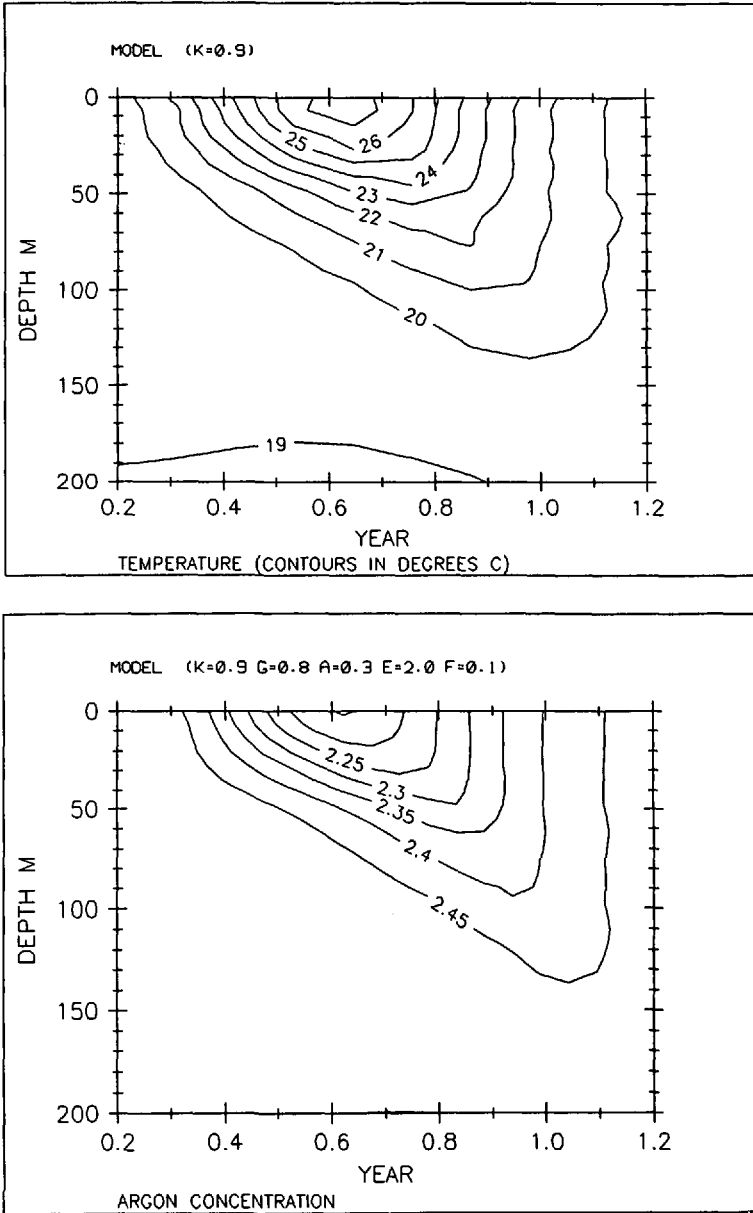 MODEL (K=0.9)
0
50
100
150
200
DEPTH M
25
26
24
23
22
21
20
19
0.2 0.4 0.6 0.8 1.0 1.2
YEAR
TEMPERATURE (CONTOURS IN DEGREES C)
MODEL (K=0.9 G=0.8 A=0.3 E=2.0 F=0.1)
0
50
100
150
200
DEPTH M
2.25
2.3
2.35
2.4
2.45
0.2 0.4 0.6 0.8 1.0 1.2
YEAR
ARGON CONCENTRATION